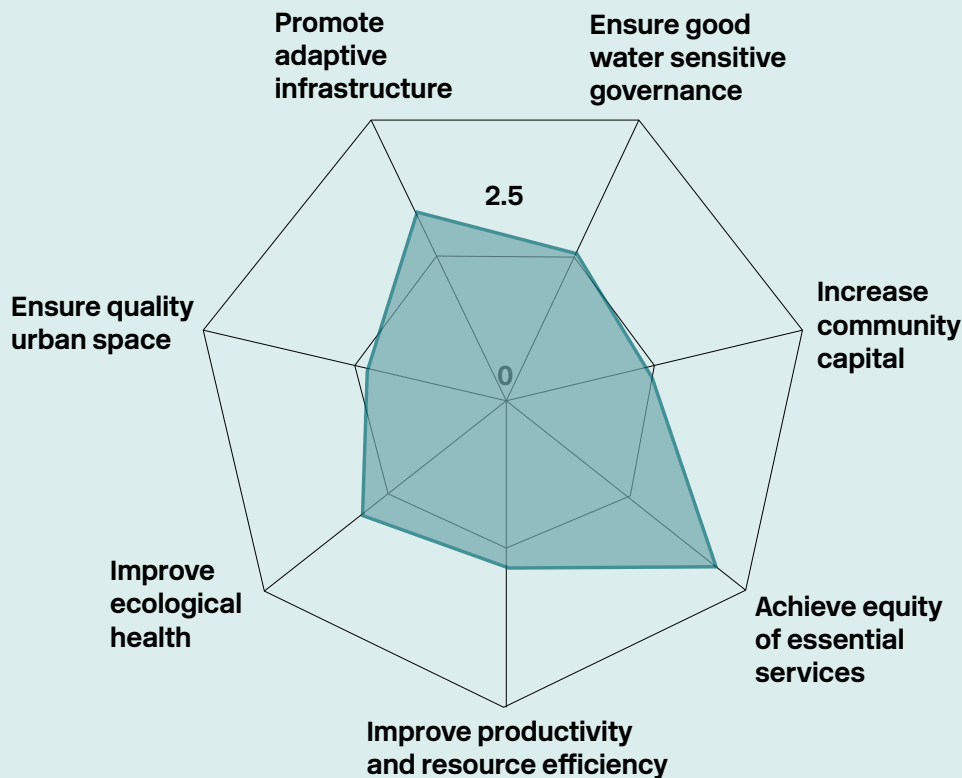 Promote
adaptive
infrastructure
Ensure good
water sensitive
governance
2.5
Ensure quality
urban space
Increase
community
capital
0
Improve
ecological
health
Achieve equity
of essential
services
Improve productivity
and resource efficiency